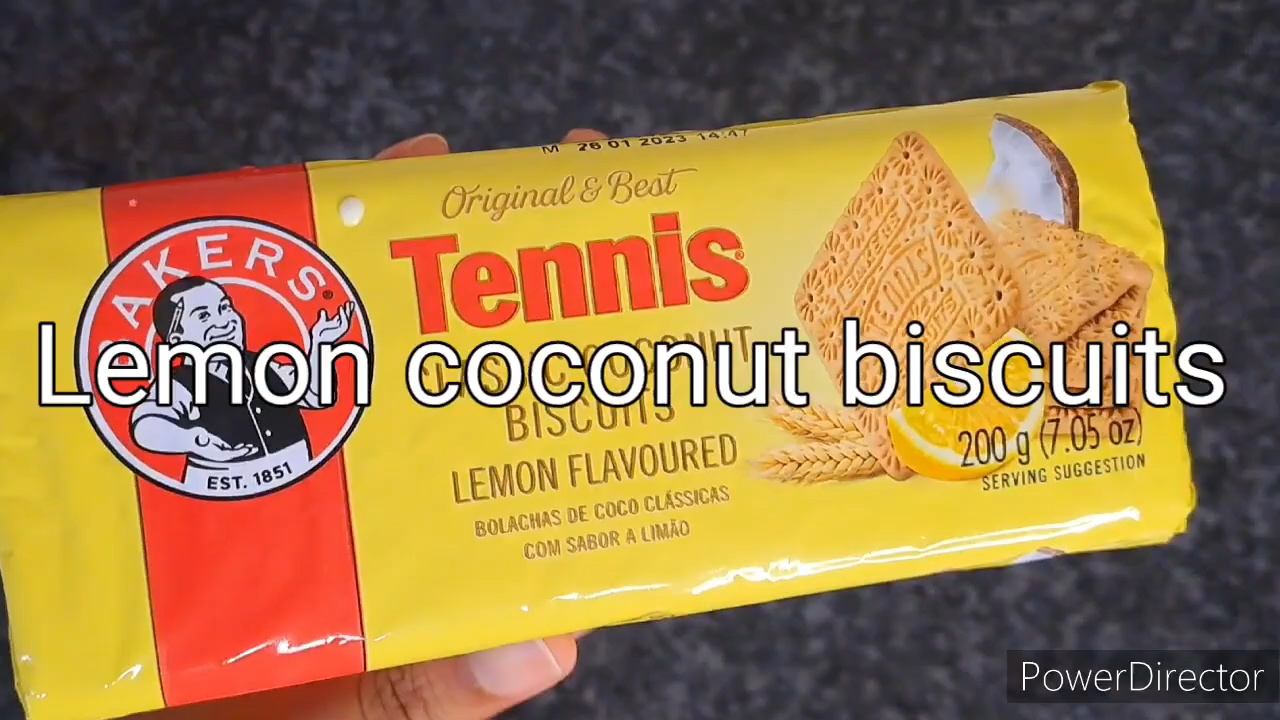 M 26 01 2023 14:47
Original & Best
Tennis
BAKERS
EST. 1851
Lemon coconut biscuits
COCONUT
BISCUITS
LEMON FLAVOURED
BOLACHAS DE COCO CLÁSSICAS
COM SABOR A LIMÃO
200 g (7.05 oz)
SERVING SUGGESTION
PowerDirector